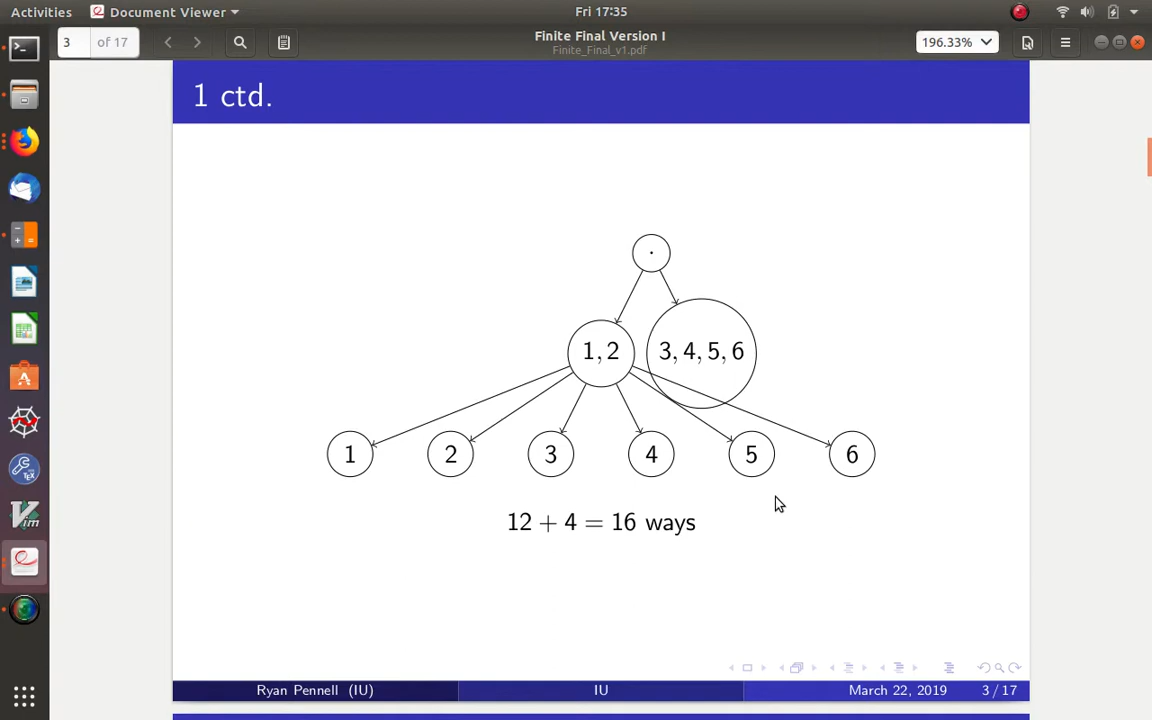 Activities
Document Viewer
Fri 17:35
3
of 17
Finite Final Version I
Finite_Final_v1.pdf
196.33%
1 ctd.
·
1, 2
3, 4, 5, 6
1
2
3
4
5
6
12 + 4 = 16 ways
Ryan Pennell (IU)
IU
March 22, 2019
3 / 17